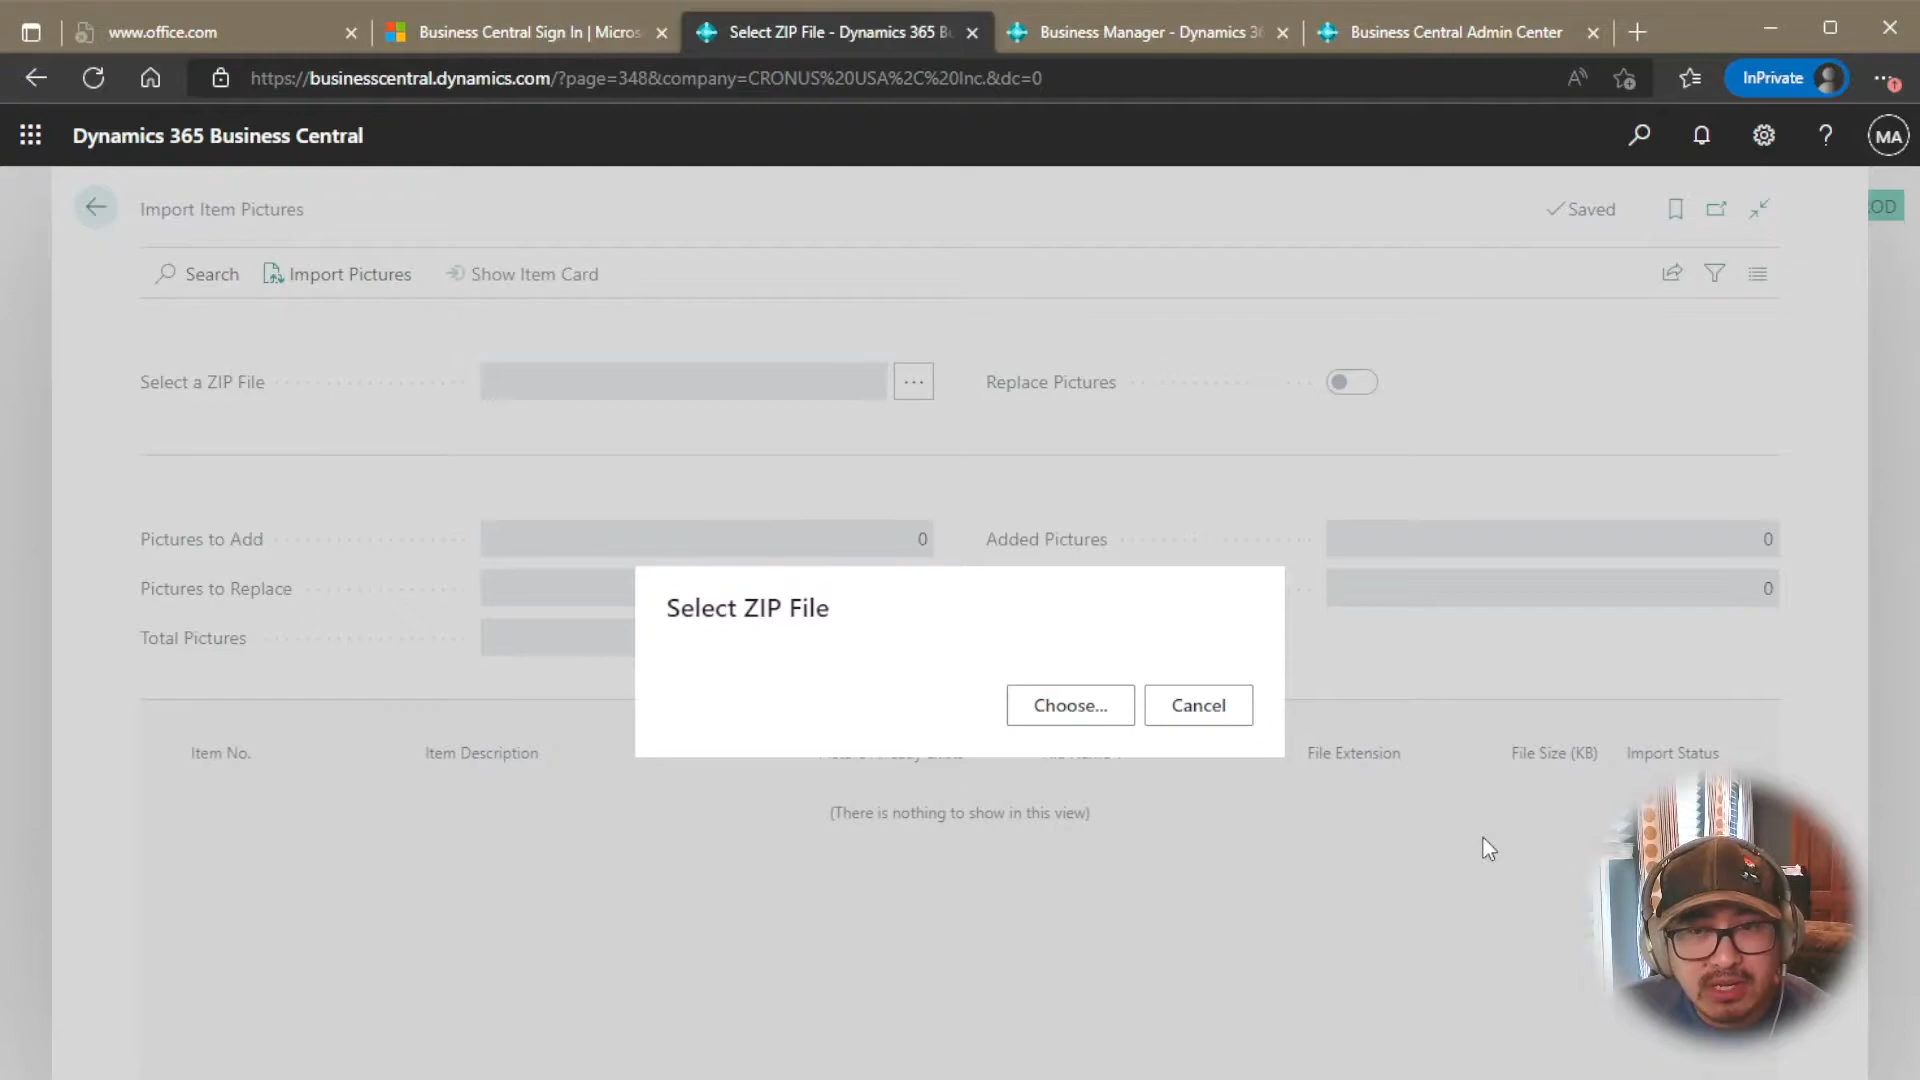 www.office.com
Business Central Sign In | Micros
Select ZIP File - Dynamics 365 B
Business Manager - Dynamics 3
Business Central Admin Center
https://businesscentral.dynamics.com/?page=348&company=CRONUS%20USA%2C%20Inc.&dc=0
InPrivate
Dynamics 365 Business Central
MA
Import Item Pictures
Saved
OD
Search
Import Pictures
Show Item Card
Select a ZIP File
Replace Pictures
Pictures to Add
0
Added Pictures
0
Pictures to Replace
0
Total Pictures
Select ZIP File
Choose...
Cancel
Item No.
Item Description
File Extension
File Size (KB)
Import Status
(There is nothing to show in this view)